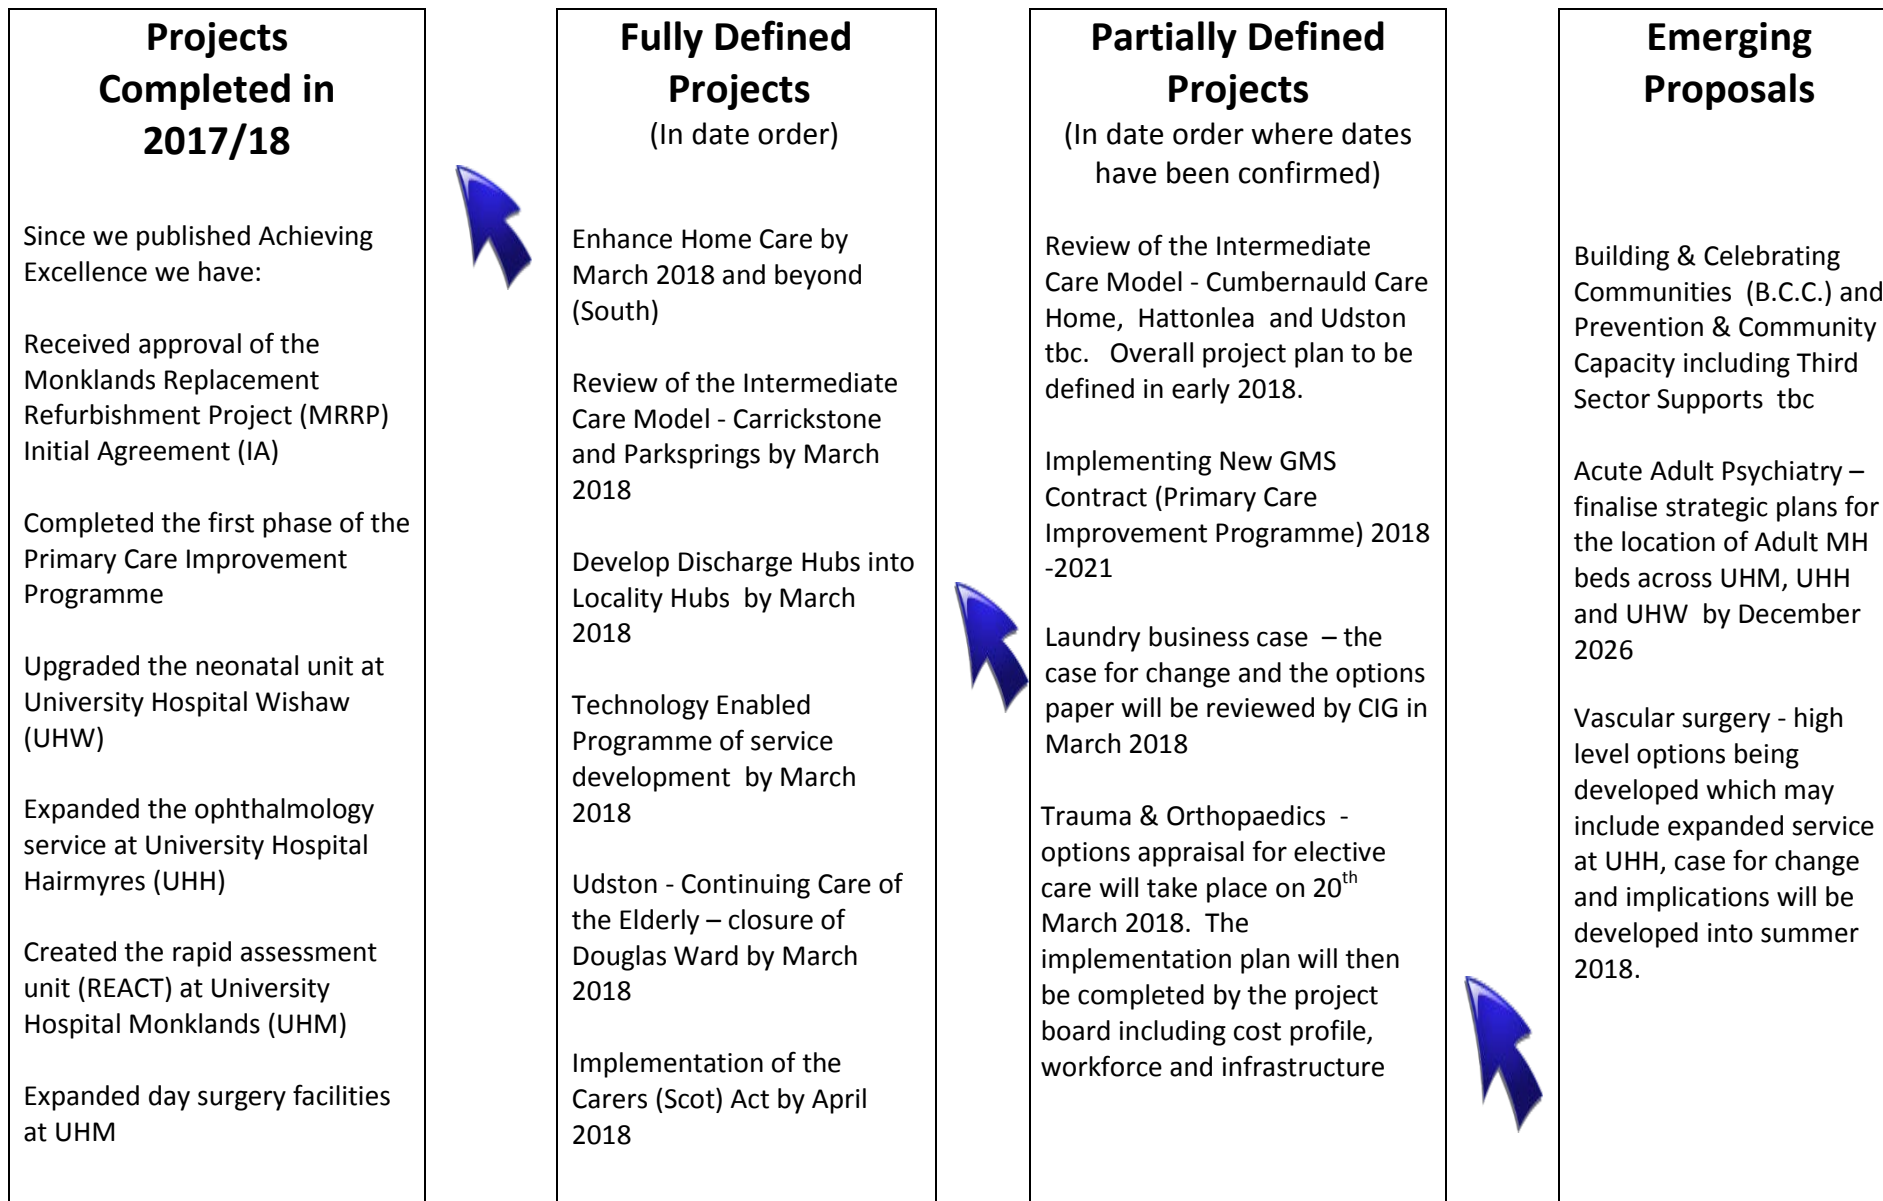 Projects
Completed in
2017/18
Since we published Achieving
Excellence we have:
Received approval of the
Monklands Replacement
Refurbishment Project (MRRP)
Initial Agreement (IA)
Completed the first phase of the
Primary Care Improvement
Programme
Upgraded the neonatal unit at
University Hospital Wishaw
(UHW)
Expanded the ophthalmology
service at University Hospital
Hairmyres (UHH)
Created the rapid assessment
unit (REACT) at University
Hospital Monklands (UHM)
Expanded day surgery facilities
at UHM
Fully Defined
Projects
(In date order)
Enhance Home Care by
March 2018 and beyond
(South)
Review of the Intermediate
Care Model - Carrickstone
and Parksprings by March
2018
Develop Discharge Hubs into
Locality Hubs by March
2018
Technology Enabled
Programme of service
development by March
2018
Udston - Continuing Care of
the Elderly – closure of
Douglas Ward by March
2018
Implementation of the
Carers (Scot) Act by April
2018
Partially Defined
Projects
(In date order where dates
have been confirmed)
Review of the Intermediate
Care Model - Cumbernauld Care
Home, Hattonlea and Udston
tbc. Overall project plan to be
defined in early 2018.
Implementing New GMS
Contract (Primary Care
Improvement Programme) 2018
-2021
Laundry business case – the
case for change and the options
paper will be reviewed by CIG in
March 2018
Trauma & Orthopaedics -
options appraisal for elective
care will take place on 20th
March 2018. The
implementation plan will then
be completed by the project
board including cost profile,
workforce and infrastructure
Emerging
Proposals
Building & Celebrating
Communities (B.C.C.) and
Prevention & Community
Capacity including Third
Sector Supports tbc
Acute Adult Psychiatry –
finalise strategic plans for
the location of Adult MH
beds across UHM, UHH
and UHW by December
2026
Vascular surgery - high
level options being
developed which may
include expanded service
at UHH, case for change
and implications will be
developed into summer
2018.